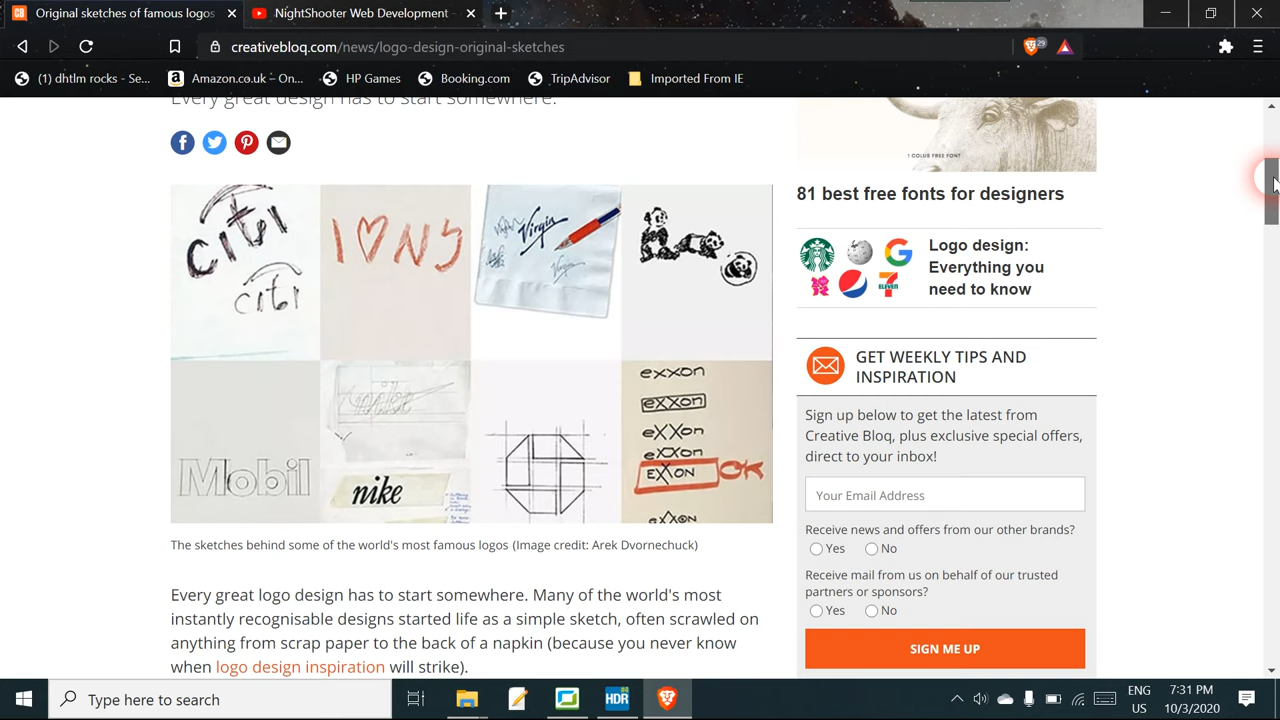 Original sketches of famous logos
NightShooter Web Development
creativebloq.com/news/logo-design-original-sketches
29
(1) dhtlm rocks - Se...
Amazon.co.uk – On...
HP Games
Booking.com
TripAdvisor
Imported From IE
Every great design has to start somewhere.
1 COLUS FREE FONT
81 best free fonts for designers
Logo design:
Everything you
need to know
ELEVEN
citi
citi
I ♡ NY
Virgin
Virgin
GET WEEKLY TIPS AND
INSPIRATION
Sign up below to get the latest from
Creative Bloq, plus exclusive special offers,
direct to your inbox!
Your Email Address
Receive news and offers from our other brands?
Yes No
Receive mail from us on behalf of our trusted
partners or sponsors?
Yes No
SIGN ME UP
Mobil
nike
exxon
exxon
exxon
exxon
EXXON OK
EXXON
The sketches behind some of the world's most famous logos (Image credit: Arek Dvornechuck)
Every great logo design has to start somewhere. Many of the world's most
instantly recognisable designs started life as a simple sketch, often scrawled on
anything from scrap paper to the back of a napkin (because you never know
when logo design inspiration will strike).
Type here to search
HDR
ENG
US
7:31 PM
10/3/2020